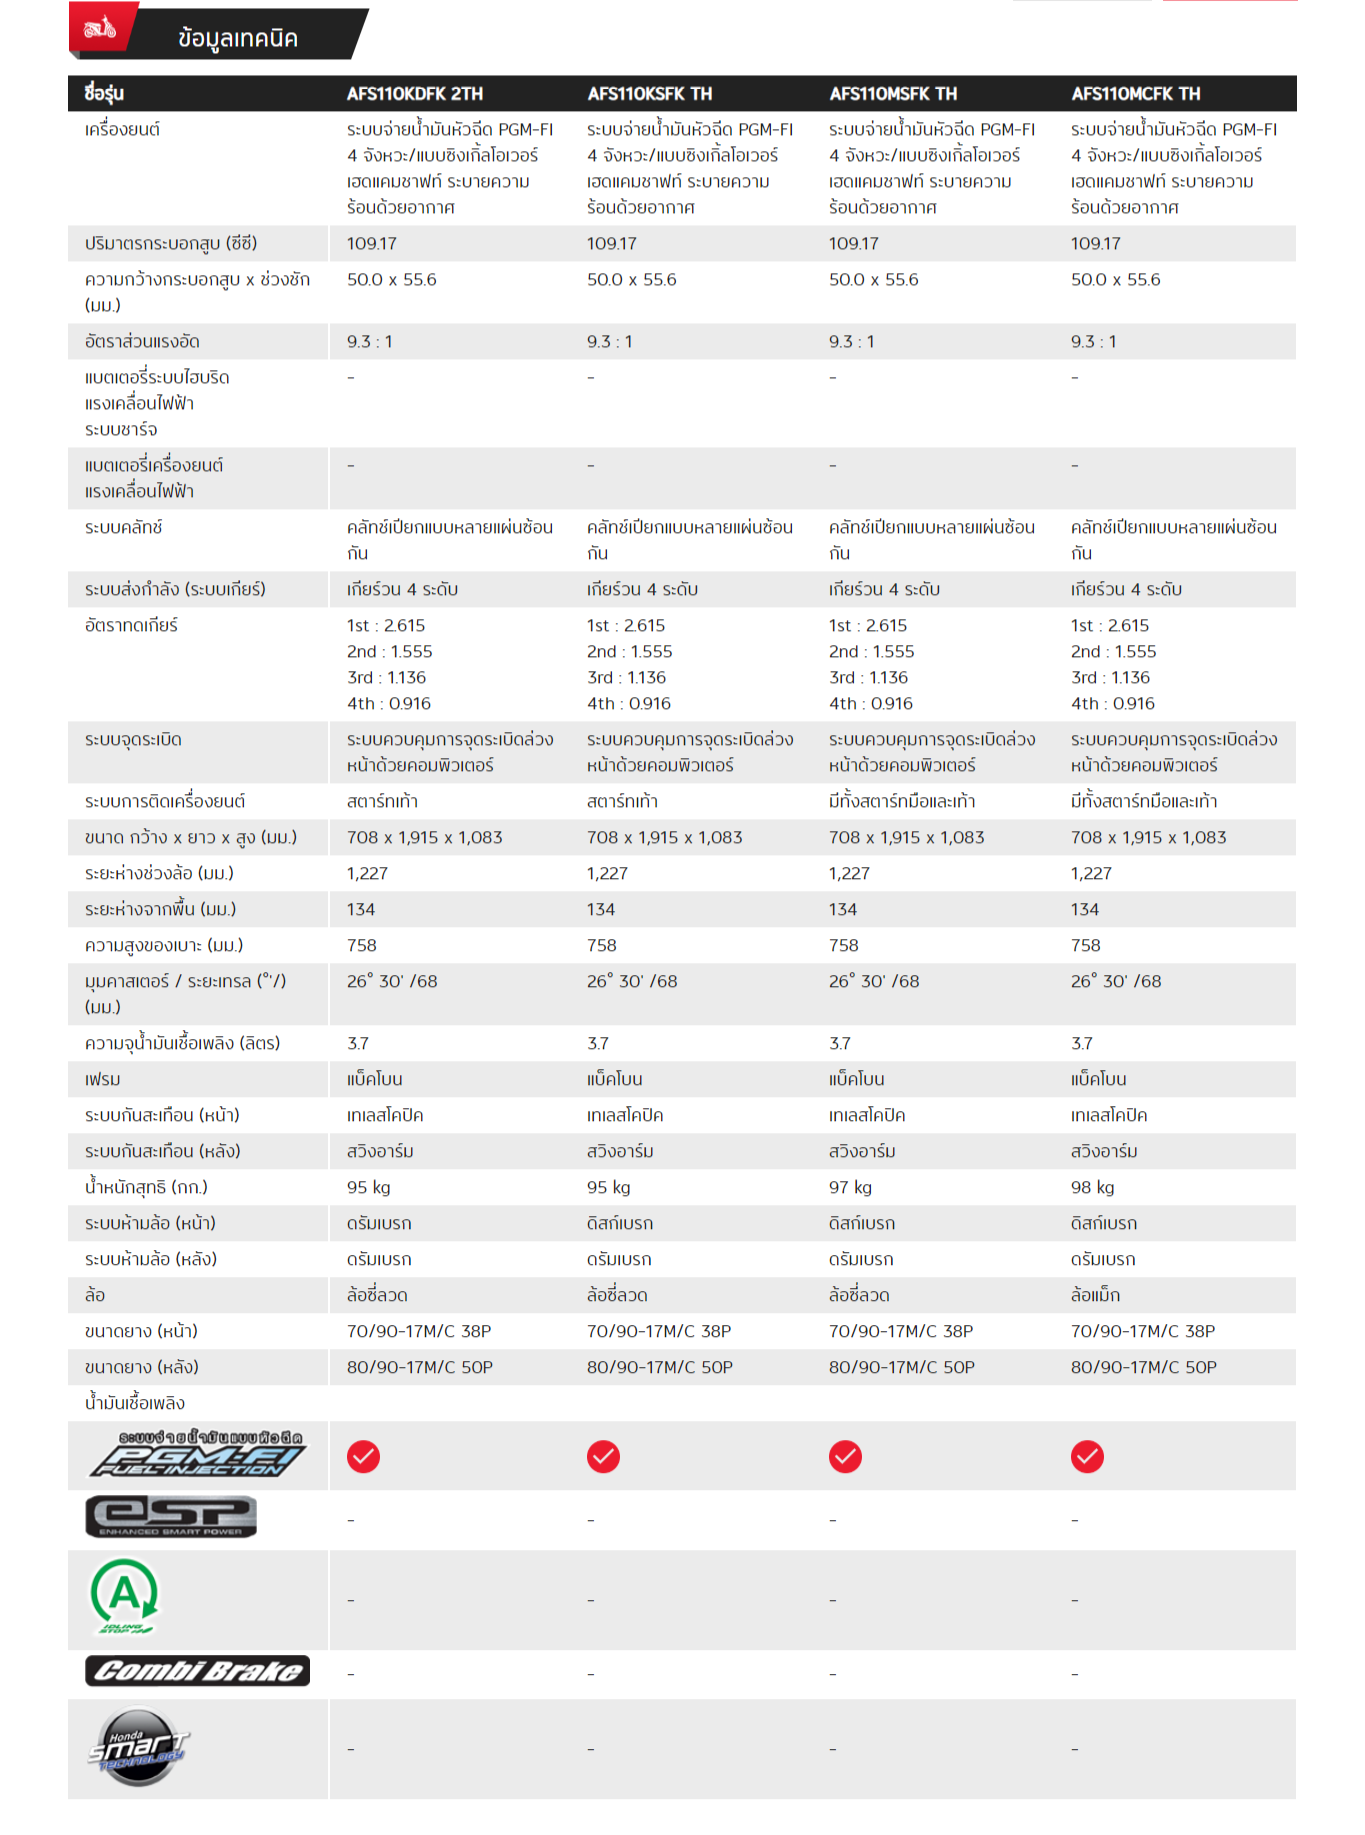 ข้อมูลเทคนิค
ชื่อรุ่น AFS110KDFK 2TH AFS110KSFK TH AFS110MSFK TH AFS110MCFK TH
เครื่องยนต์ ระบบจ่ายน้ำมันหัวฉีด PGM-FI ระบบจ่ายน้ำมันหัวฉีด PGM-FI ระบบจ่ายน้ำมันหัวฉีด PGM-FI ระบบจ่ายน้ำมันหัวฉีด PGM-FI
4 จังหวะ/แบบซิงเกิ้ลโอเวอร์ 4 จังหวะ/แบบซิงเกิ้ลโอเวอร์ 4 จังหวะ/แบบซิงเกิ้ลโอเวอร์ 4 จังหวะ/แบบซิงเกิ้ลโอเวอร์
เฮดแคมชาฟท์ ระบายความ เฮดแคมชาฟท์ ระบายความ เฮดแคมชาฟท์ ระบายความ เฮดแคมชาฟท์ ระบายความ
ร้อนด้วยอากาศ ร้อนด้วยอากาศ ร้อนด้วยอากาศ ร้อนด้วยอากาศ
ปริมาตรกระบอกสูบ (ซีซี) 109.17 109.17 109.17 109.17
ความกว้างกระบอกสูบ x ช่วงชัก 50.0 x 55.6 50.0 x 55.6 50.0 x 55.6 50.0 x 55.6
(มม.)
อัตราส่วนแรงอัด 9.3 : 1 9.3 : 1 9.3 : 1 9.3 : 1
แบตเตอรี่ระบบไฮบริด - - - -
แรงเคลื่อนไฟฟ้า
ระบบชาร์จ
แบตเตอรี่เครื่องยนต์ - - - -
แรงเคลื่อนไฟฟ้า
ระบบคลัทช์ คลัทช์เปียกแบบหลายแผ่นซ้อน คลัทช์เปียกแบบหลายแผ่นซ้อน คลัทช์เปียกแบบหลายแผ่นซ้อน คลัทช์เปียกแบบหลายแผ่นซ้อน
กัน กัน กัน กัน
ระบบส่งกำลัง (ระบบเกียร์) เกียร์วน 4 ระดับ เกียร์วน 4 ระดับ เกียร์วน 4 ระดับ เกียร์วน 4 ระดับ
อัตราทดเกียร์ 1st : 2.615 1st : 2.615 1st : 2.615 1st : 2.615
2nd : 1.555 2nd : 1.555 2nd : 1.555 2nd : 1.555
3rd : 1.136 3rd : 1.136 3rd : 1.136 3rd : 1.136
4th : 0.916 4th : 0.916 4th : 0.916 4th : 0.916
ระบบจุดระเบิด ระบบควบคุมการจุดระเบิดล่วง ระบบควบคุมการจุดระเบิดล่วง ระบบควบคุมการจุดระเบิดล่วง ระบบควบคุมการจุดระเบิดล่วง
หน้าด้วยคอมพิวเตอร์ หน้าด้วยคอมพิวเตอร์ หน้าด้วยคอมพิวเตอร์ หน้าด้วยคอมพิวเตอร์
ระบบการติดเครื่องยนต์ สตาร์ทเท้า สตาร์ทเท้า มีทั้งสตาร์ทมือและเท้า มีทั้งสตาร์ทมือและเท้า
ขนาด กว้าง x ยาว x สูง (มม.) 708 x 1,915 x 1,083 708 x 1,915 x 1,083 708 x 1,915 x 1,083 708 x 1,915 x 1,083
ระยะห่างช่วงล้อ (มม.) 1,227 1,227 1,227 1,227
ระยะห่างจากพื้น (มม.) 134 134 134 134
ความสูงของเบาะ (มม.) 758 758 758 758
มุมคาสเตอร์ / ระยะเทรล (°'/) 26° 30' /68 26° 30' /68 26° 30' /68 26° 30' /68
(มม.)
ความจุน้ำมันเชื้อเพลิง (ลิตร) 3.7 3.7 3.7 3.7
เฟรม แบ็คโบน แบ็คโบน แบ็คโบน แบ็คโบน
ระบบกันสะเทือน (หน้า) เทเลสโคปิค เทเลสโคปิค เทเลสโคปิค เทเลสโคปิค
ระบบกันสะเทือน (หลัง) สวิงอาร์ม สวิงอาร์ม สวิงอาร์ม สวิงอาร์ม
น้ำหนักสุทธิ (กก.) 95 kg 95 kg 97 kg 98 kg
ระบบห้ามล้อ (หน้า) ดรัมเบรก ดิสก์เบรก ดิสก์เบรก ดิสก์เบรก
ระบบห้ามล้อ (หลัง) ดรัมเบรก ดรัมเบรก ดรัมเบรก ดรัมเบรก
ล้อ ล้อซี่ลวด ล้อซี่ลวด ล้อซี่ลวด ล้อแม็ก
ขนาดยาง (หน้า) 70/90-17M/C 38P 70/90-17M/C 38P 70/90-17M/C 38P 70/90-17M/C 38P
ขนาดยาง (หลัง) 80/90-17M/C 50P 80/90-17M/C 50P 80/90-17M/C 50P 80/90-17M/C 50P
น้ำมันเชื้อเพลิง
ระบบจ่ายน้ำมันแบบหัวฉีด
PGM-FI
FUEL INJECTION
eSP - - - -
ENHANCED SMART POWER
A - - - -
IDLING
STOP
Combi Brake - - - -
Honda
smart - - - -
TECHNOLOGY